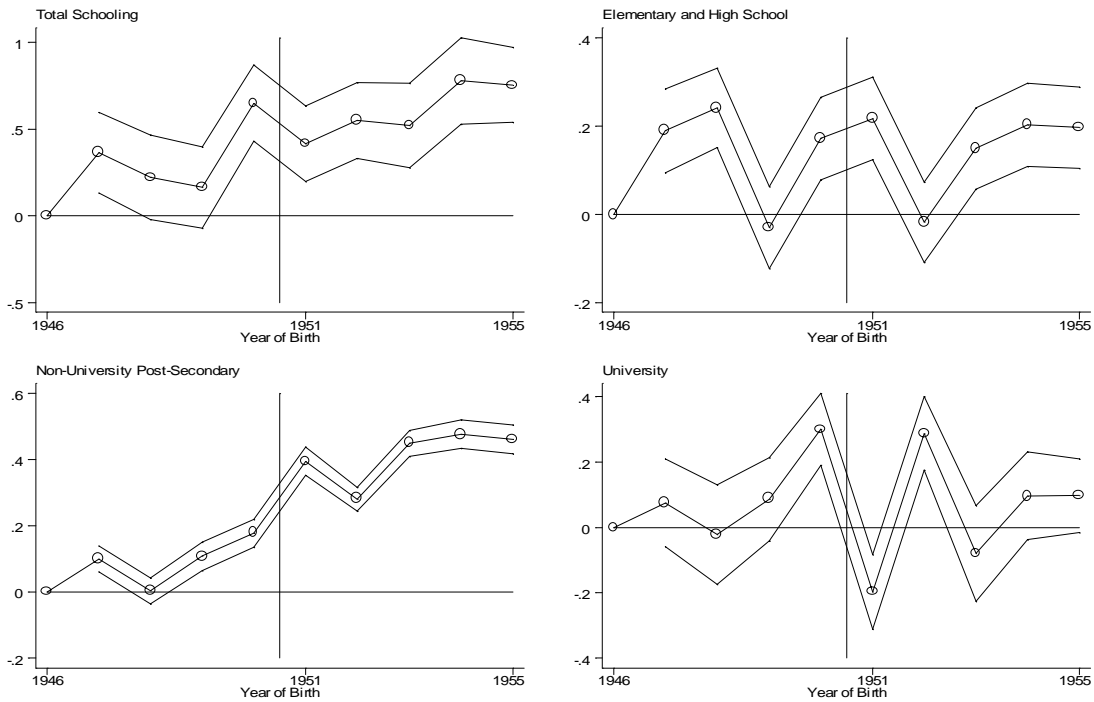 Total Schooling
1
.5
0
-.5
1946 1951 1955
Year of Birth
Elementary and High School
.4
.2
0
-.2
1946 1951 1955
Year of Birth
Non-University Post-Secondary
.6
.4
.2
0
-.2
1946 1951 1955
Year of Birth
University
.4
.2
0
-.2
-.4
1946 1951 1955
Year of Birth